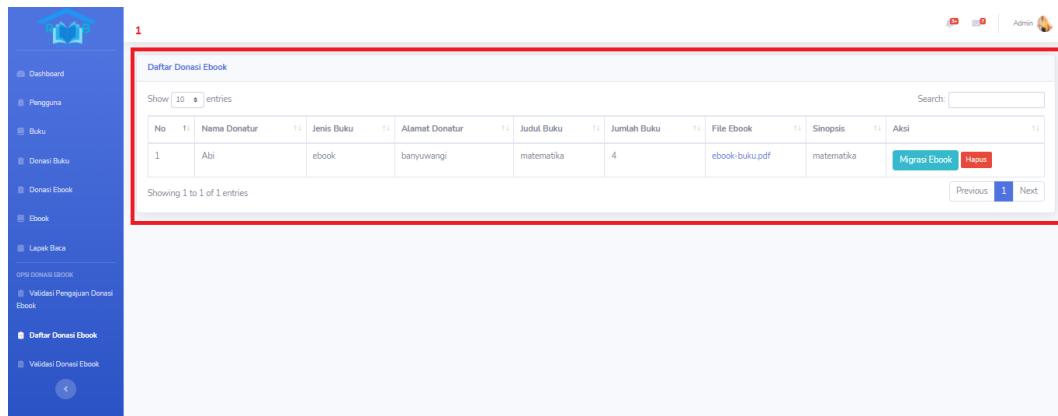 1
3+
7
Admin
Dashboard
Pengguna
Buku
Donasi Buku
Donasi Ebook
Ebook
Lapak Baca
OPSI DONASI EBOOK
Validasi Pengajuan Donasi
Ebook
Daftar Donasi Ebook
Validasi Donasi Ebook
Daftar Donasi Ebook
Show 10 entries
Search:
No Nama Donatur Jenis Buku Alamat Donatur Judul Buku Jumlah Buku File Ebook Sinopsis Aksi
1 Abi ebook banyuwangi matematika 4 ebook-buku.pdf matematika Migrasi Ebook Hapus
Showing 1 to 1 of 1 entries
Previous 1 Next